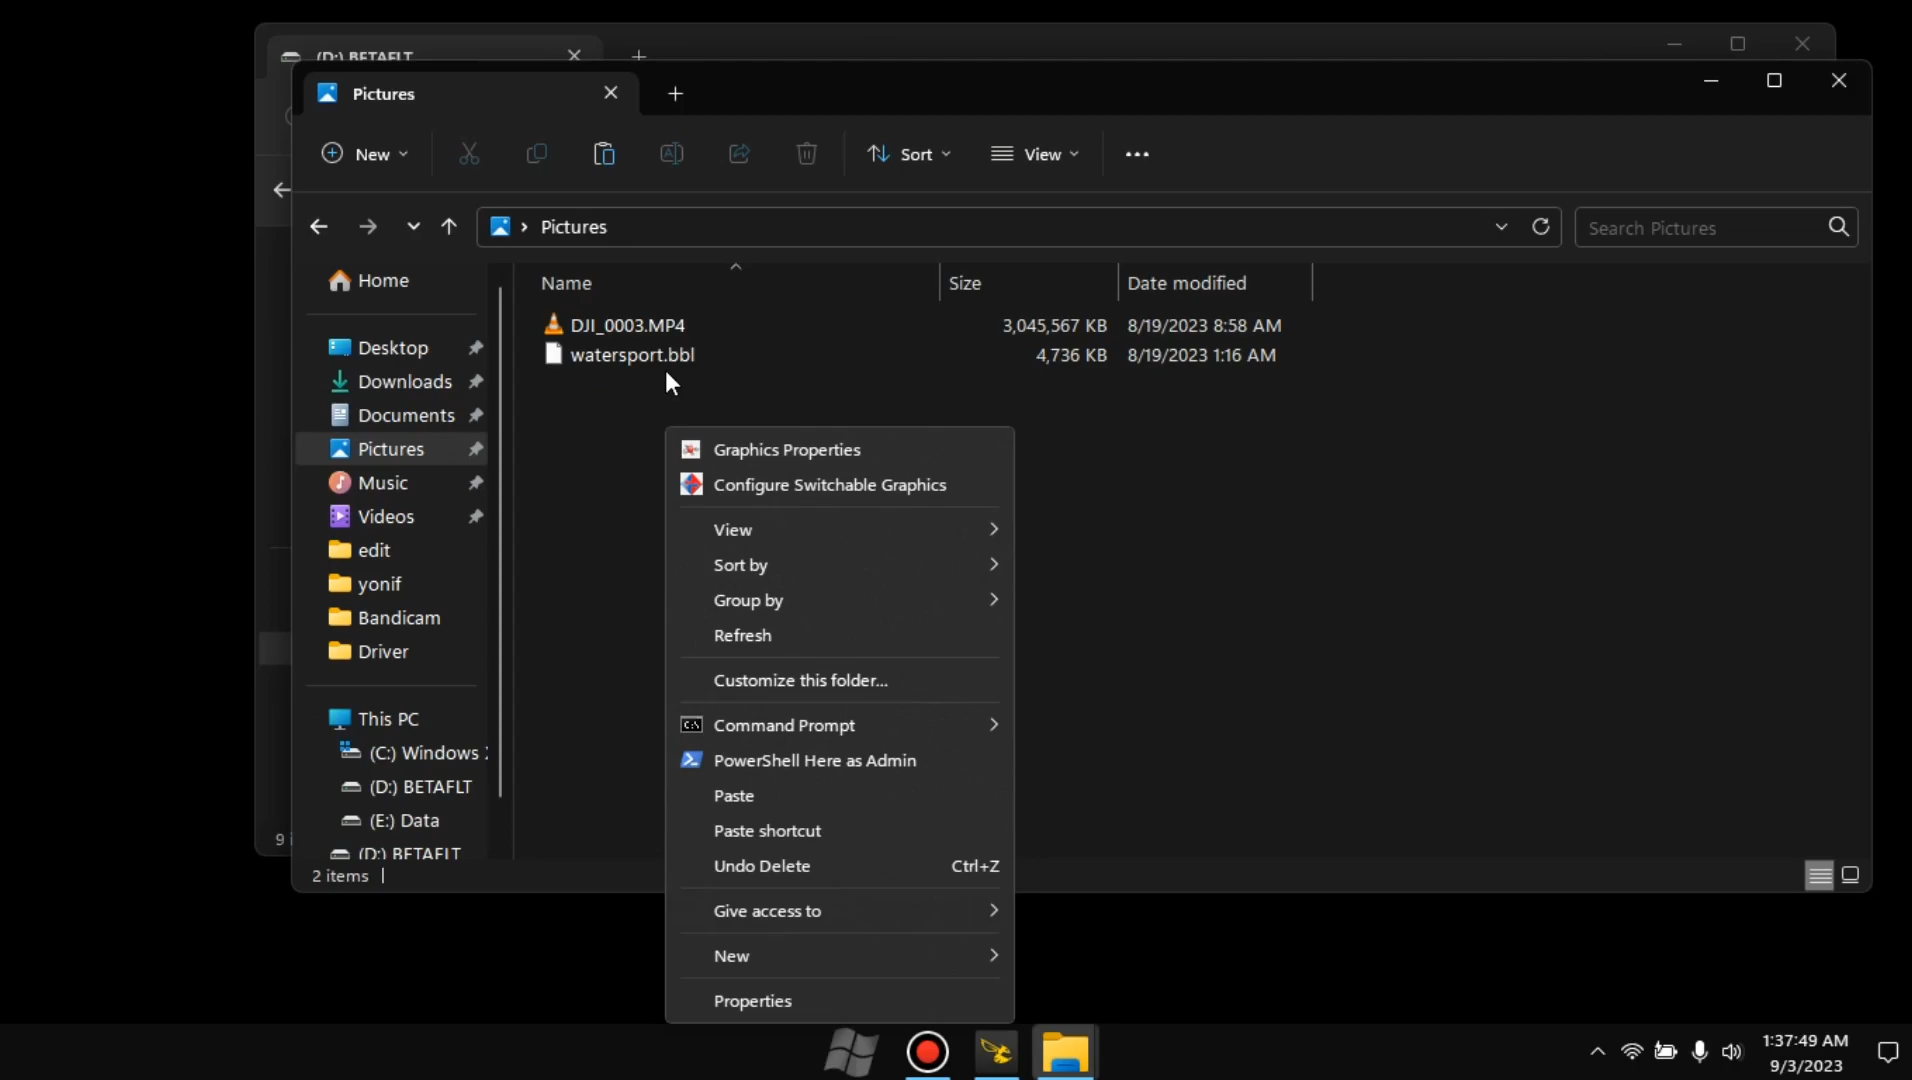 (D:) BETAFLT
Pictures
New
Sort
View
Pictures
Search Pictures
Home
Desktop
Downloads
Documents
Pictures
Music
Videos
edit
yonif
Bandicam
Driver
This PC
(C:) Windows
(D:) BETAFLT
(E:) Data
(D:) BETAFLT
Name Size Date modified
DJI_0003.MP4 3,045,567 KB 8/19/2023 8:58 AM
watersport.bbl 4,736 KB 8/19/2023 1:16 AM
Graphics Properties
Configure Switchable Graphics
View
Sort by
Group by
Refresh
Customize this folder...
C:\ Command Prompt
PowerShell Here as Admin
Paste
Paste shortcut
Undo Delete Ctrl+Z
Give access to
New
Properties
9
2 items
1:37:49 AM
9/3/2023